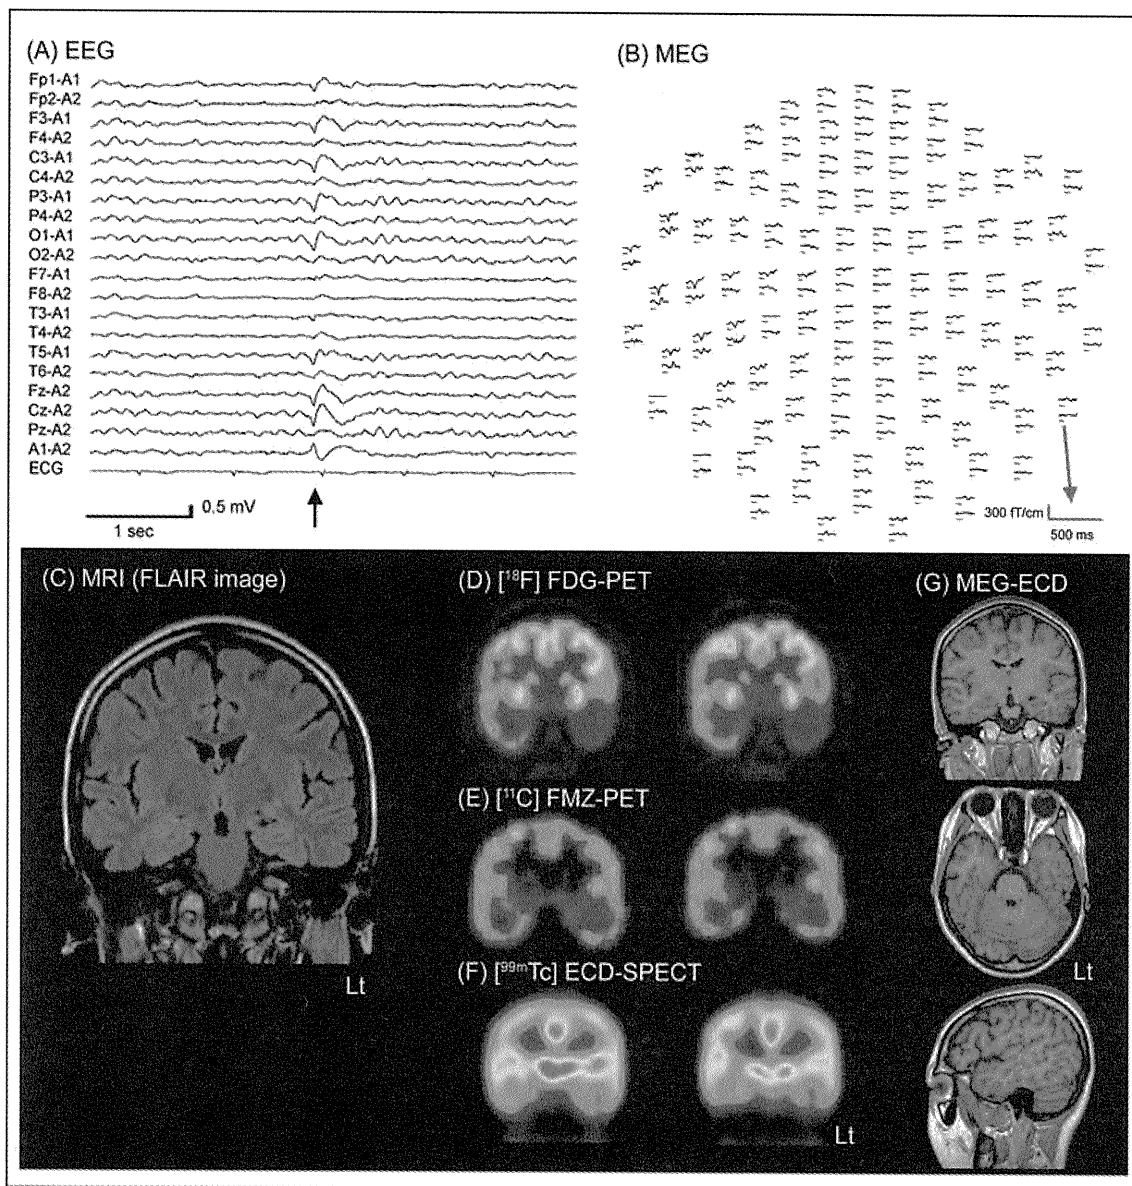 (A) EEG
Fp1-A1
Fp2-A2
F3-A1
F4-A2
C3-A1
C4-A2
P3-A1
P4-A2
O1-A1
O2-A2
F7-A1
F8-A2
T3-A1
T4-A2
T5-A1
T6-A2
Fz-A2
Cz-A2
Pz-A2
A1-A2
ECG
0.5 mV
1 sec
(B) MEG
300 fT/cm
500 ms
(C) MRI (FLAIR image)
Lt
(D) [¹⁸F] FDG-PET
(E) [¹¹C] FMZ-PET
(F) [⁹⁹ᵐTc] ECD-SPECT
Lt
(G) MEG-ECD
Lt